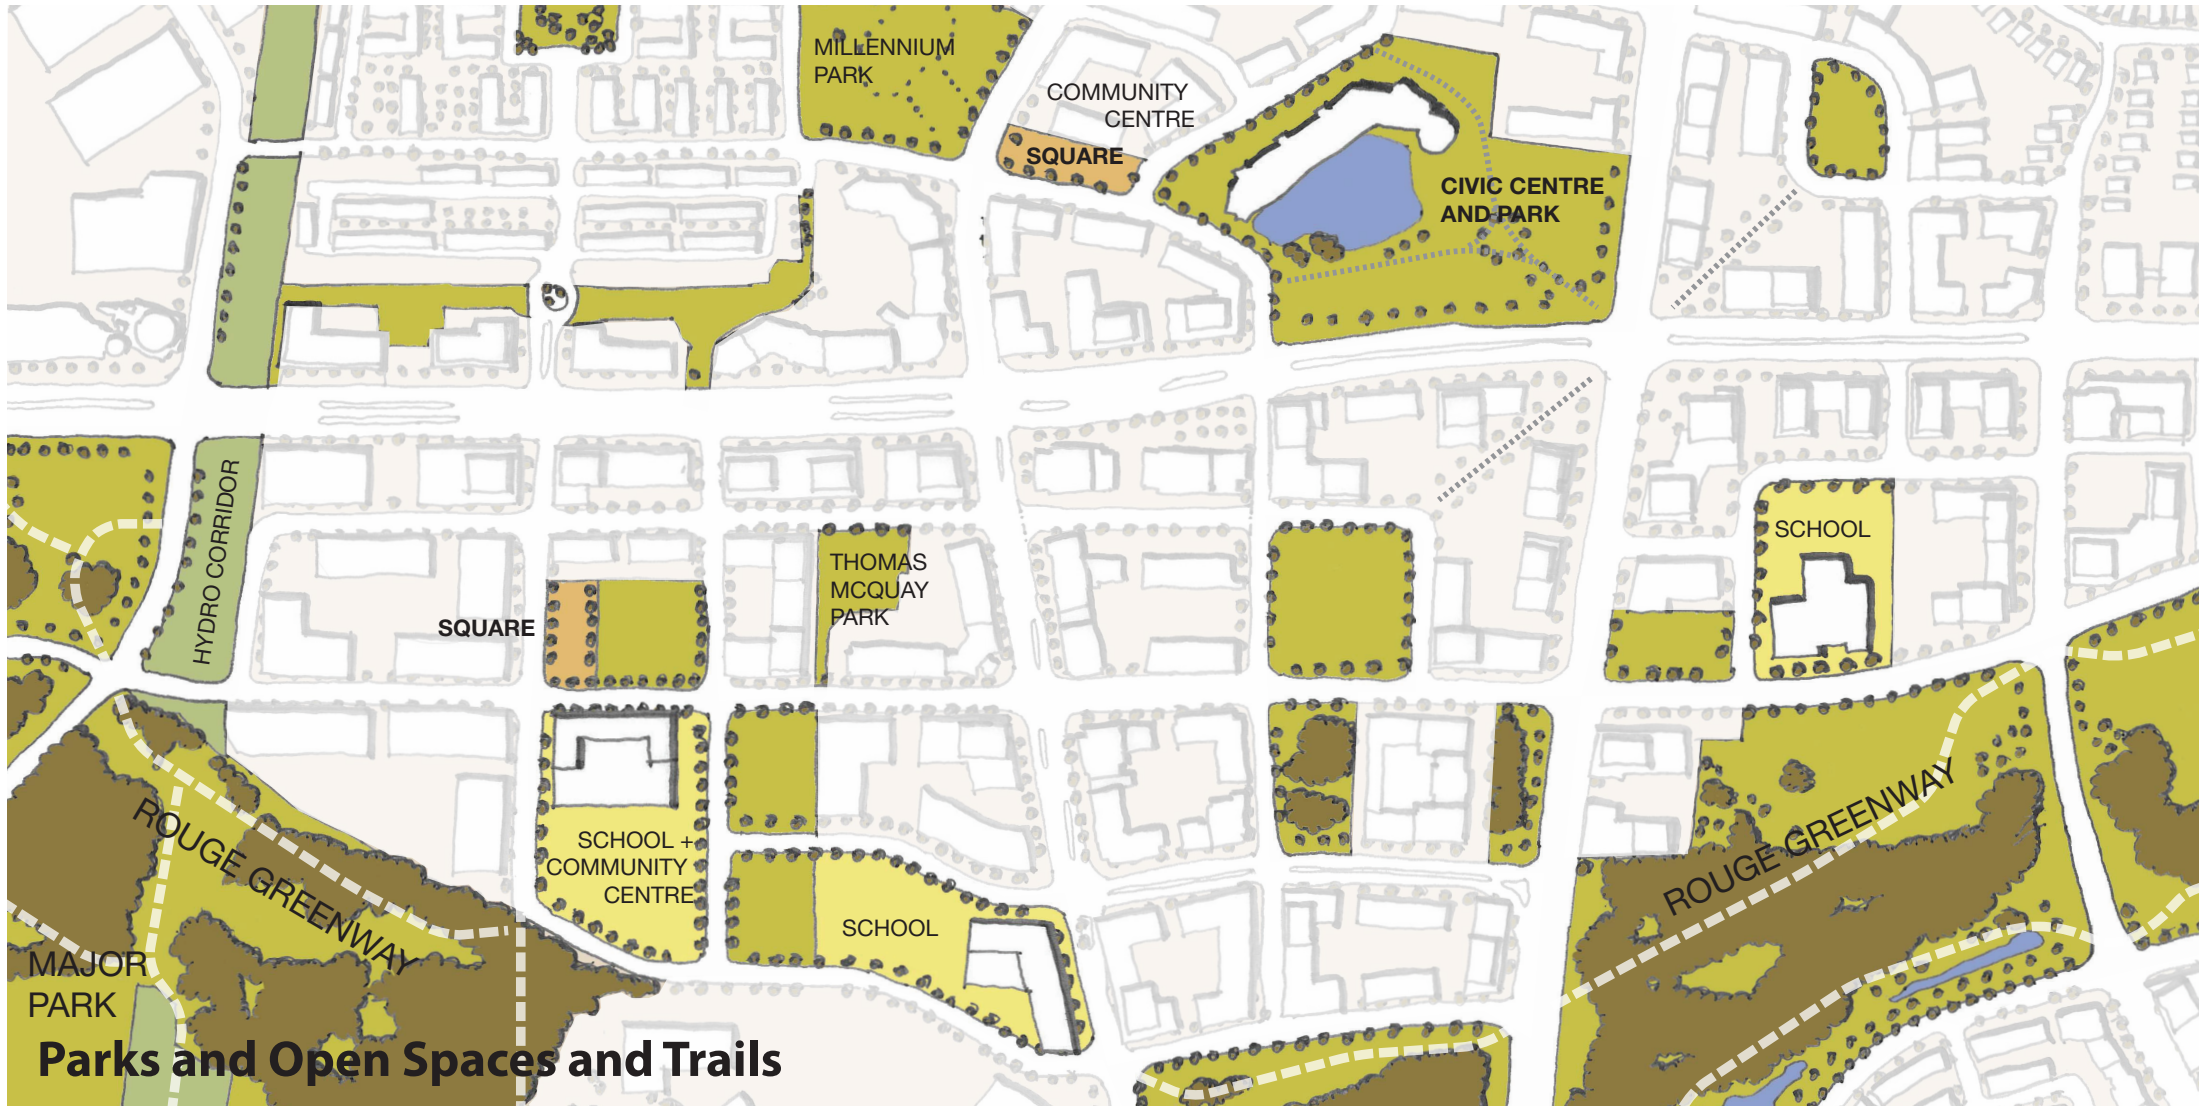 MILLENNIUM
PARK
COMMUNITY
CENTRE
SQUARE
CIVIC CENTRE
AND PARK
HYDRO CORRIDOR
SQUARE
THOMAS
MCQUAY
PARK
SCHOOL
ROUGE GREENWAY
SCHOOL +
COMMUNITY
CENTRE
SCHOOL
ROUGE GREENWAY
MAJOR
PARK
Parks and Open Spaces and Trails